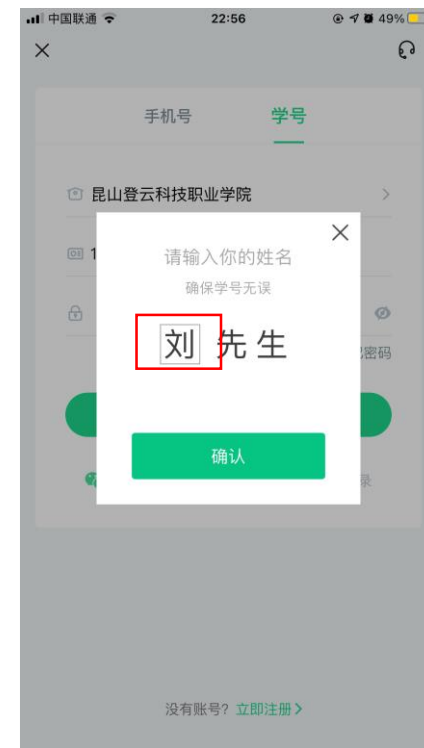 中国联通 22:56 49%
手机号 学号
昆山登云科技职业学院
1
请输入你的姓名
确保学号无误
刘 先 生
密码
确认
录
没有账号? 立即注册>